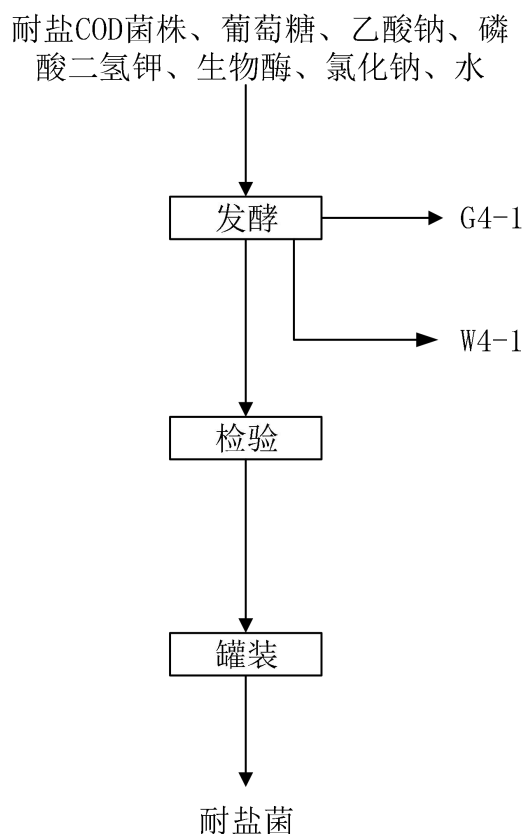 耐盐COD菌株、葡萄糖、乙酸钠、磷
酸二氢钾、生物酶、氯化钠、水
发酵
G4-1
W4-1
检验
罐装
耐盐菌